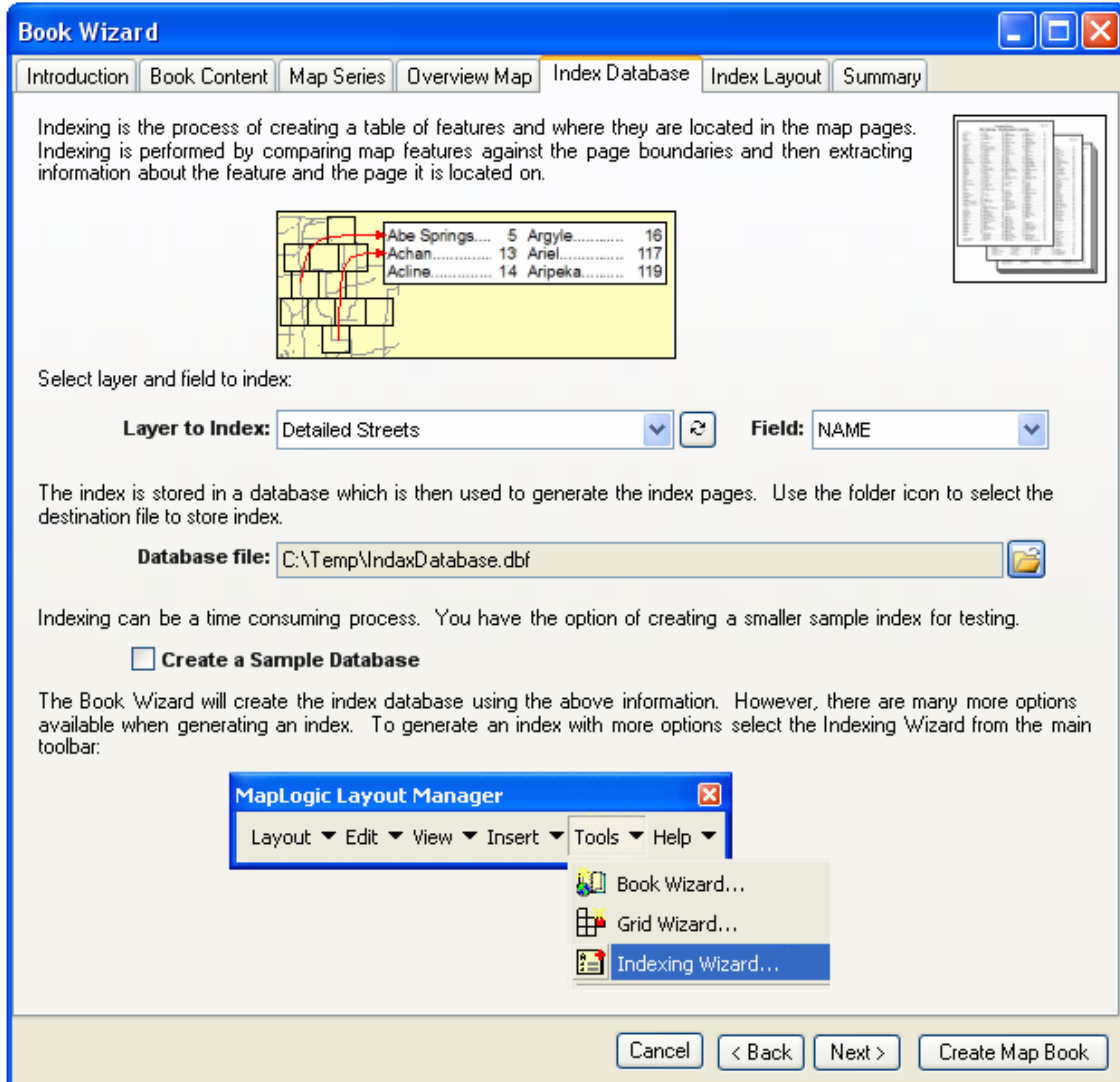 Book Wizard
Introduction Book Content Map Series Overview Map Index Database Index Layout Summary
Indexing is the process of creating a table of features and where they are located in the map pages.
Indexing is performed by comparing map features against the page boundaries and then extracting
information about the feature and the page it is located on.
Abe Springs.... 5 Argyle............ 16
Achan.............. 13 Ariel.............. 117
Acline.............. 14 Aripeka.......... 119
Select layer and field to index:
Layer to Index: Detailed Streets Field: NAME
The index is stored in a database which is then used to generate the index pages. Use the folder icon to select the
destination file to store index.
Database file: C:\Temp\IndaxDatabase.dbf
Indexing can be a time consuming process. You have the option of creating a smaller sample index for testing.
Create a Sample Database
The Book Wizard will create the index database using the above information. However, there are many more options
available when generating an index. To generate an index with more options select the Indexing Wizard from the main
toolbar:
MapLogic Layout Manager
Layout Edit View Insert Tools Help
Book Wizard...
Grid Wizard...
Indexing Wizard...
Cancel < Back Next > Create Map Book